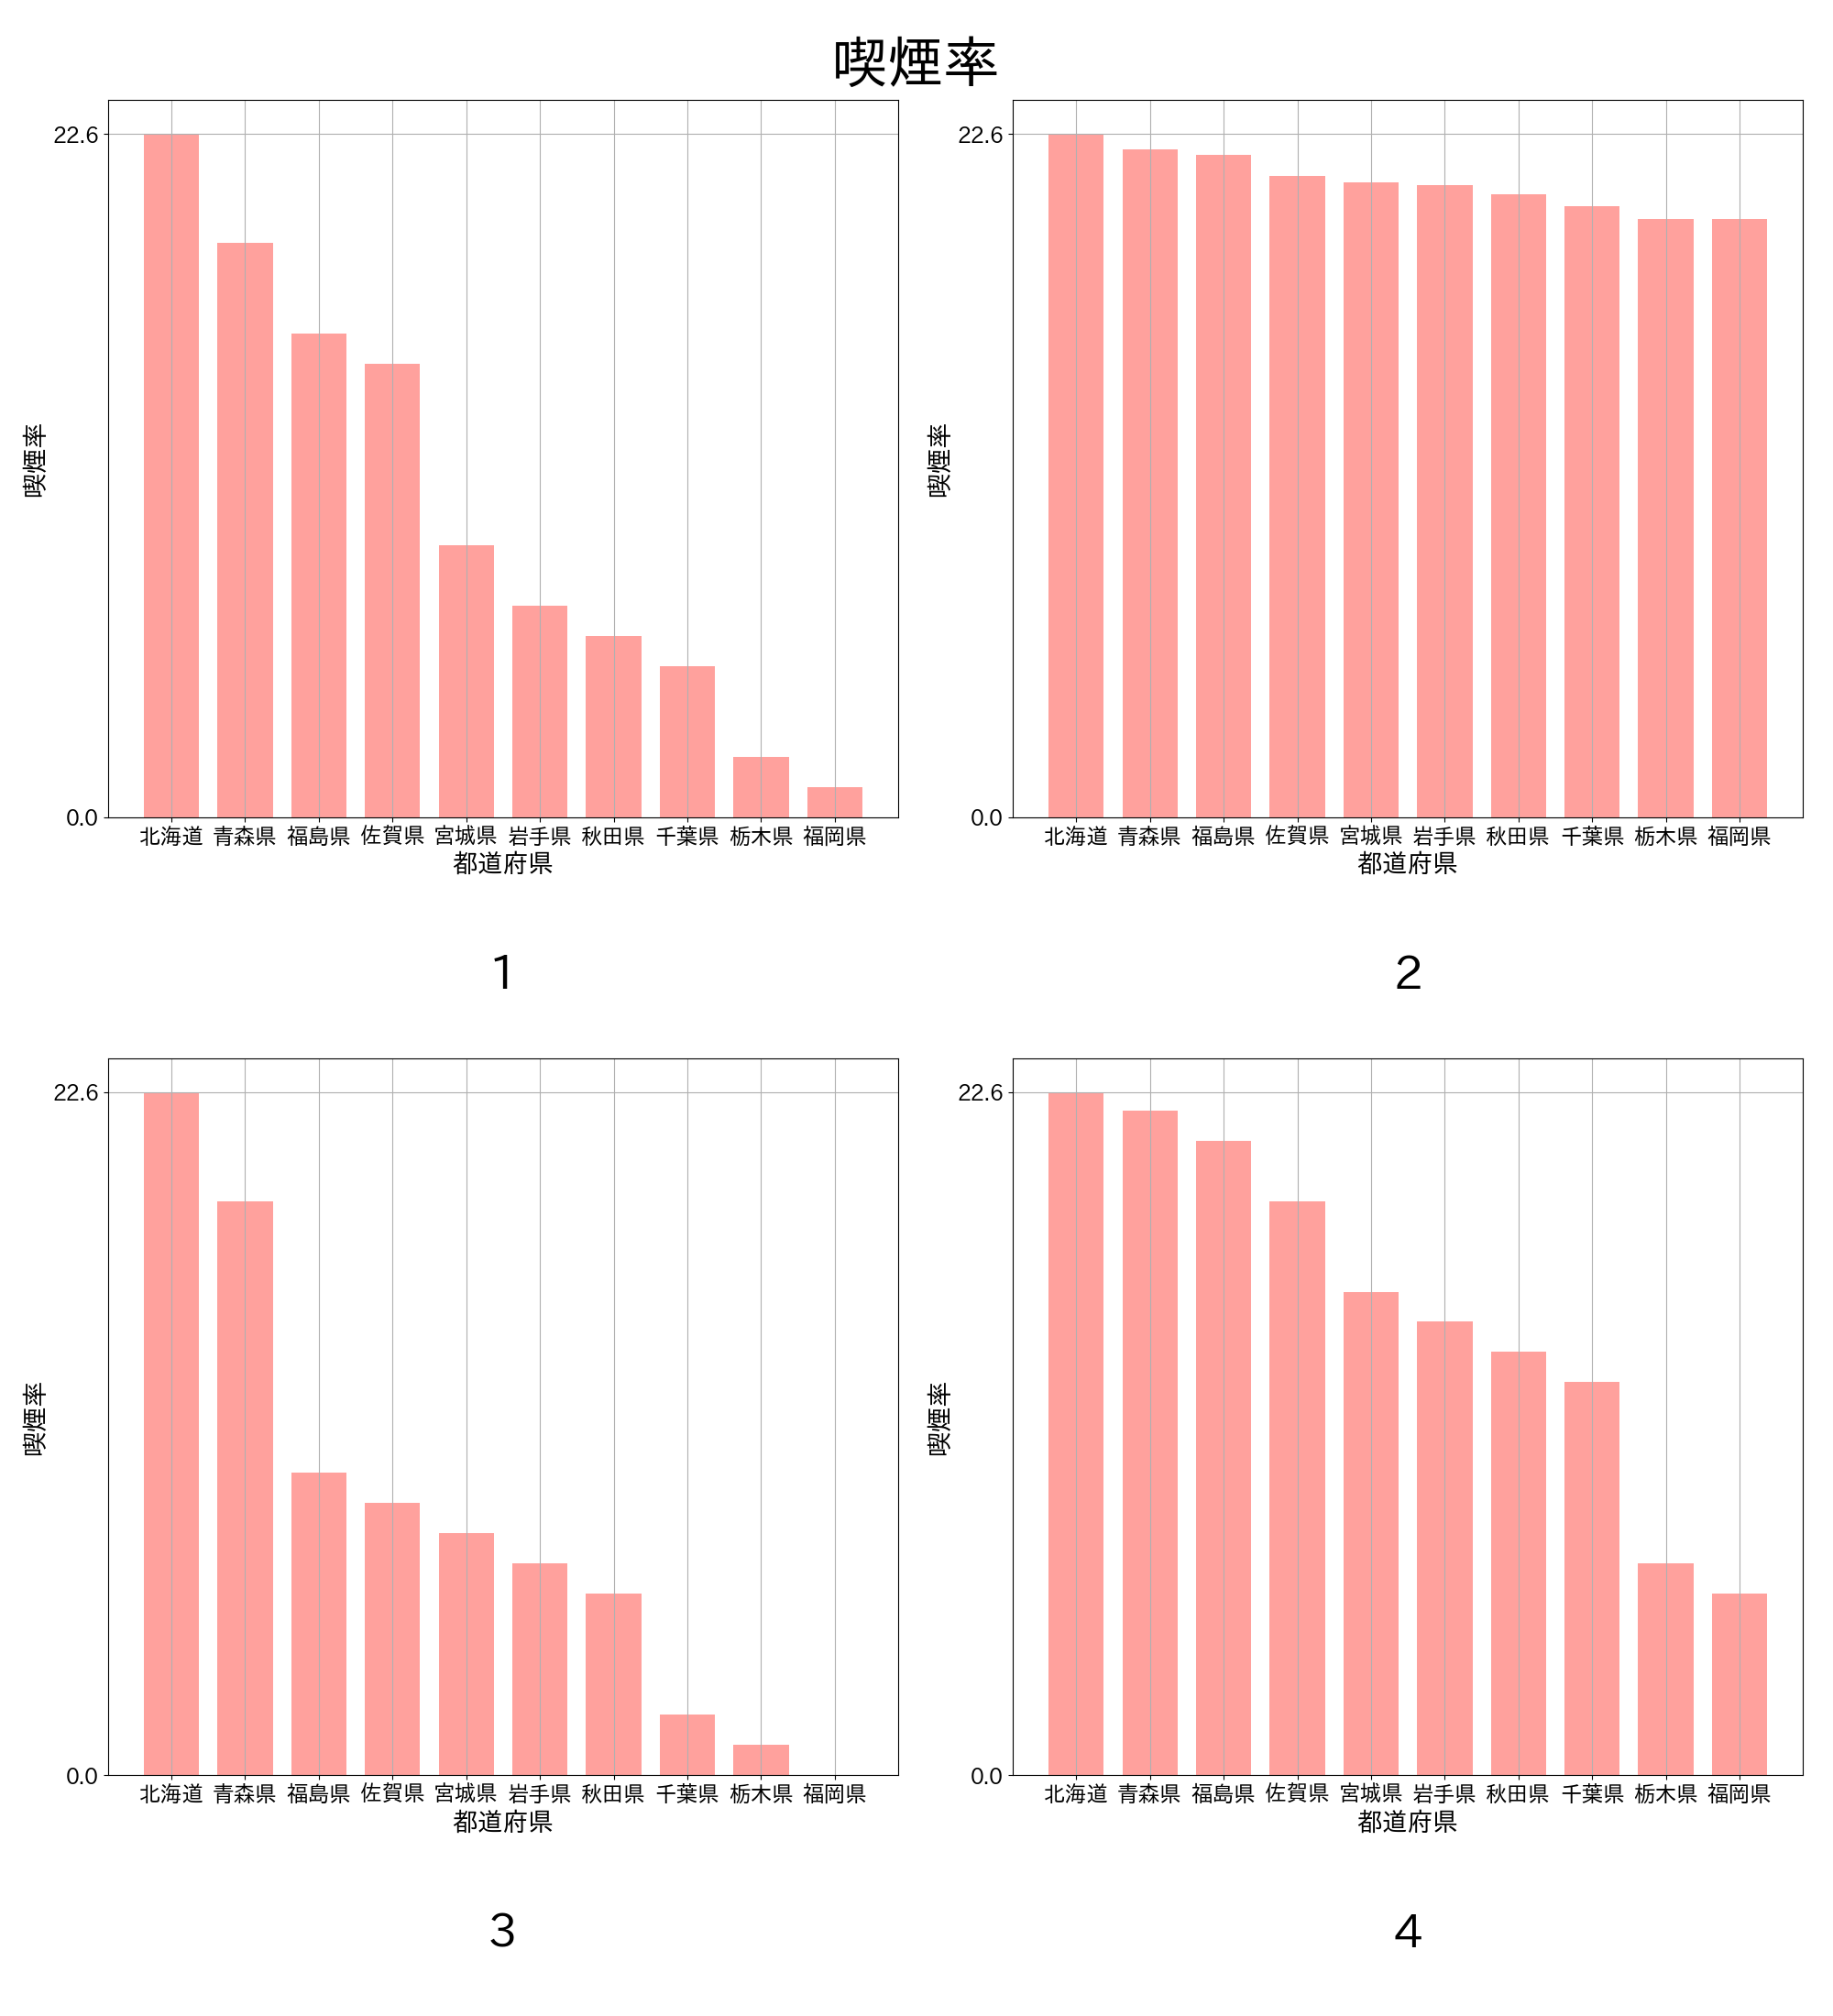 喫煙率
22.6
22.6
喫煙率
喫煙率
0.0
0.0
北海道 青森県 福島県 佐賀県 宮城県 岩手県 秋田県 千葉県 栃木県 福岡県
北海道 青森県 福島県 佐賀県 宮城県 岩手県 秋田県 千葉県 栃木県 福岡県
都道府県
都道府県
1
2
22.6
22.6
喫煙率
喫煙率
0.0
0.0
北海道 青森県 福島県 佐賀県 宮城県 岩手県 秋田県 千葉県 栃木県 福岡県
北海道 青森県 福島県 佐賀県 宮城県 岩手県 秋田県 千葉県 栃木県 福岡県
都道府県
都道府県
3
4